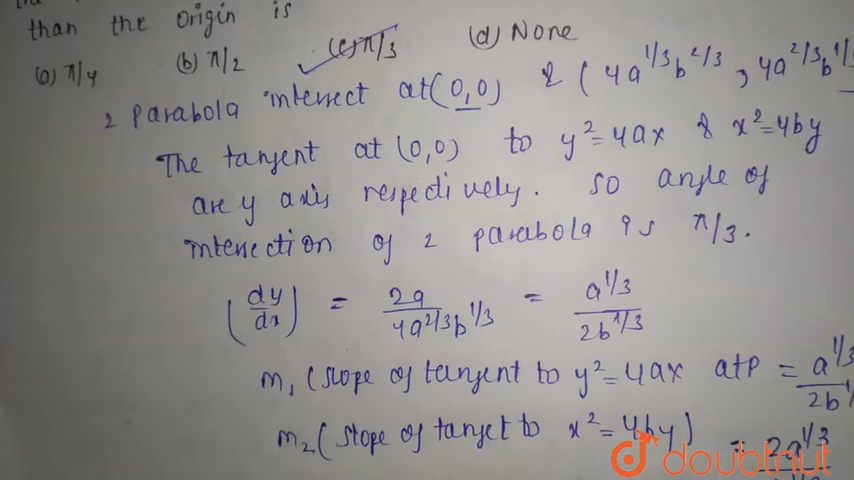 than the origin is
(a) π/4 (b) π/2 (c) π/3 (d) None
2 parabola intersect at (0,0) & ( 4a^1/3 b^2/3 , 4a^2/3 b^1/3
The tangent at (0,0) to y²=4ax & x²=4by
are y axis respectively. so angle of
intersection of 2 parabola is π/3.
(dy/dx) = 2a/4a^2/3 b^1/3 = a^1/3/2b^1/3
m₁ (slope of tangent to y²=4ax at P = a^1/3/2b^1/
m₂ (slope of tanget to x²=4by) = 2a^1/3
doubtnut